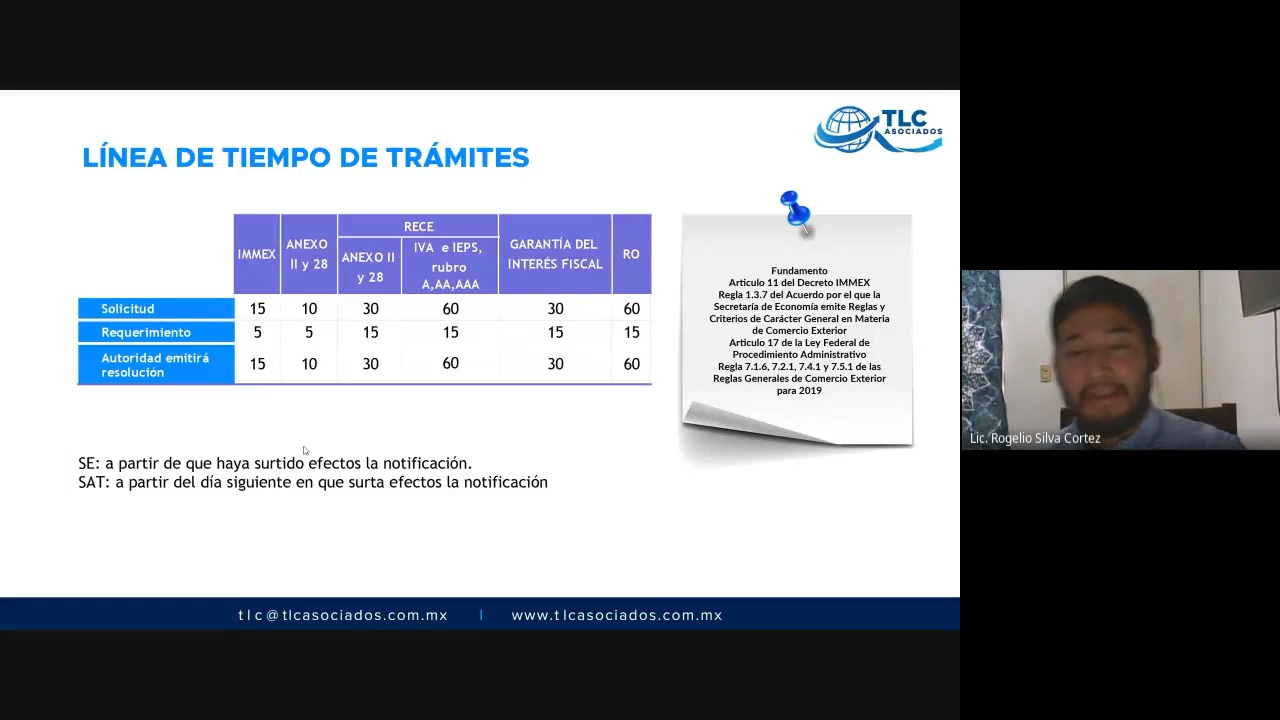 TLC
ASOCIADOS
LÍNEA DE TIEMPO DE TRÁMITES
IMMEX
ANEXO
II y 28
RECE
ANEXO II
y 28
IVA e IEPS,
rubro
A,AA,AAA
GARANTÍA DEL
INTERÉS FISCAL
RO
Solicitud 15 10 30 60 30 60
Requerimiento 5 5 15 15 15 15
Autoridad emitirá
resolución 15 10 30 60 30 60
Fundamento
Articulo 11 del Decreto IMMEX
Regla 1.3.7 del Acuerdo por el que la
Secretaría de Economía emite Reglas y
Criterios de Carácter General en Materia
de Comercio Exterior
Articulo 17 de la Ley Federal de
Procedimiento Administrativo
Regla 7.1.6, 7.2.1, 7.4.1 y 7.5.1 de las
Reglas Generales de Comercio Exterior
para 2019
SE: a partir de que haya surtido efectos la notificación.
SAT: a partir del día siguiente en que surta efectos la notificación
tlc@tlcasociados.com.mx | www.tlcasociados.com.mx
Lic. Rogelio Silva Cortez